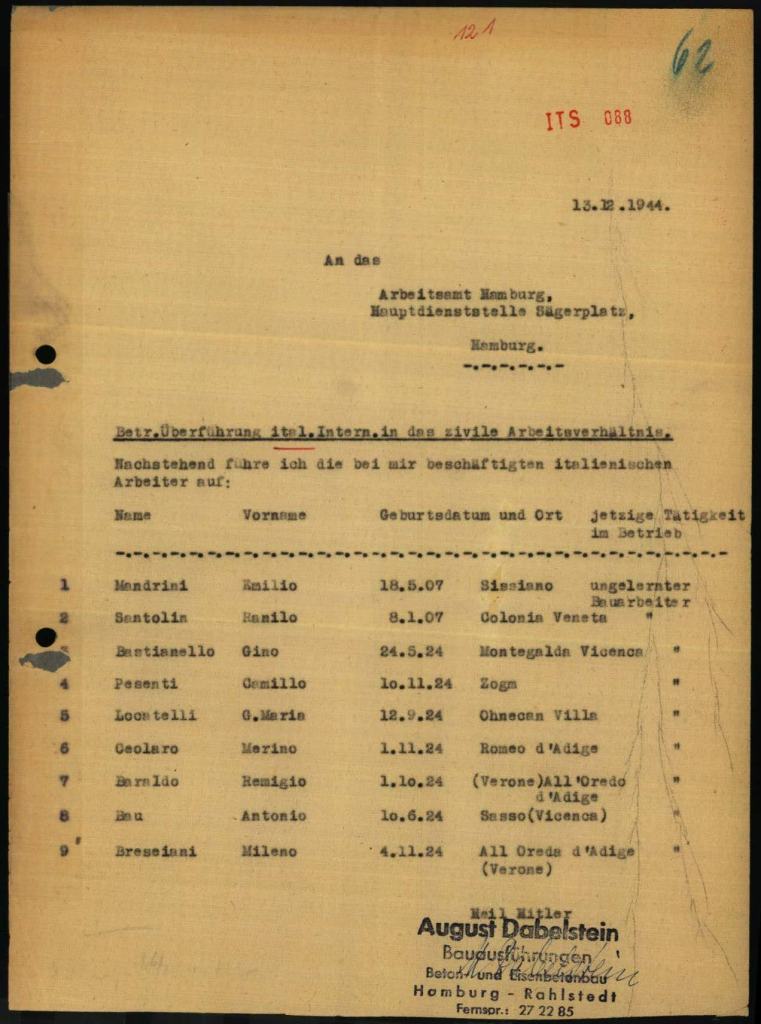 121
62
ITS 088
13.12.1944.
An das
Arbeitsamt Hamburg,
Hauptdienststelle Sägerplatz,
Hamburg.
Betr.Überführung ital.Intern.in das zivile Arbeitsverhältnis.
Nachstehend führe ich die bei mir beschäftigten italienischen
Arbeiter auf:
Name Vorname Geburtsdatum und Ort jetzige Tätigkeit
im Betrieb
1 Mandrini Emilio 18.5.07 Sissiano ungelernter
Bauarbeiter
2 Santolin Ranilo 8.1.07 Colonia Veneta "
3 Bastianello Gino 24.5.24 Montegalda Vicenca "
4 Pesenti Camillo 10.11.24 Zogm "
5 Locatelli G.Maria 12.9.24 Ohnecan Villa "
6 Ceolaro Merino 1.11.24 Romeo d'Adige "
7 Baraldo Remigio 1.10.24 (Verone)All'Oredo "
d'Adige
8 Bau Antonio 10.6.24 Sasso(Vicenca) "
9 Breseiani Mileno 4.11.24 All Oreda d'Adige "
(Verone)
Heil Hitler
August Dabelstein
Bauausführungen
Beton- und Eisenbetonbau
Hamburg - Rahlstedt
Fernspr.: 27 22 85